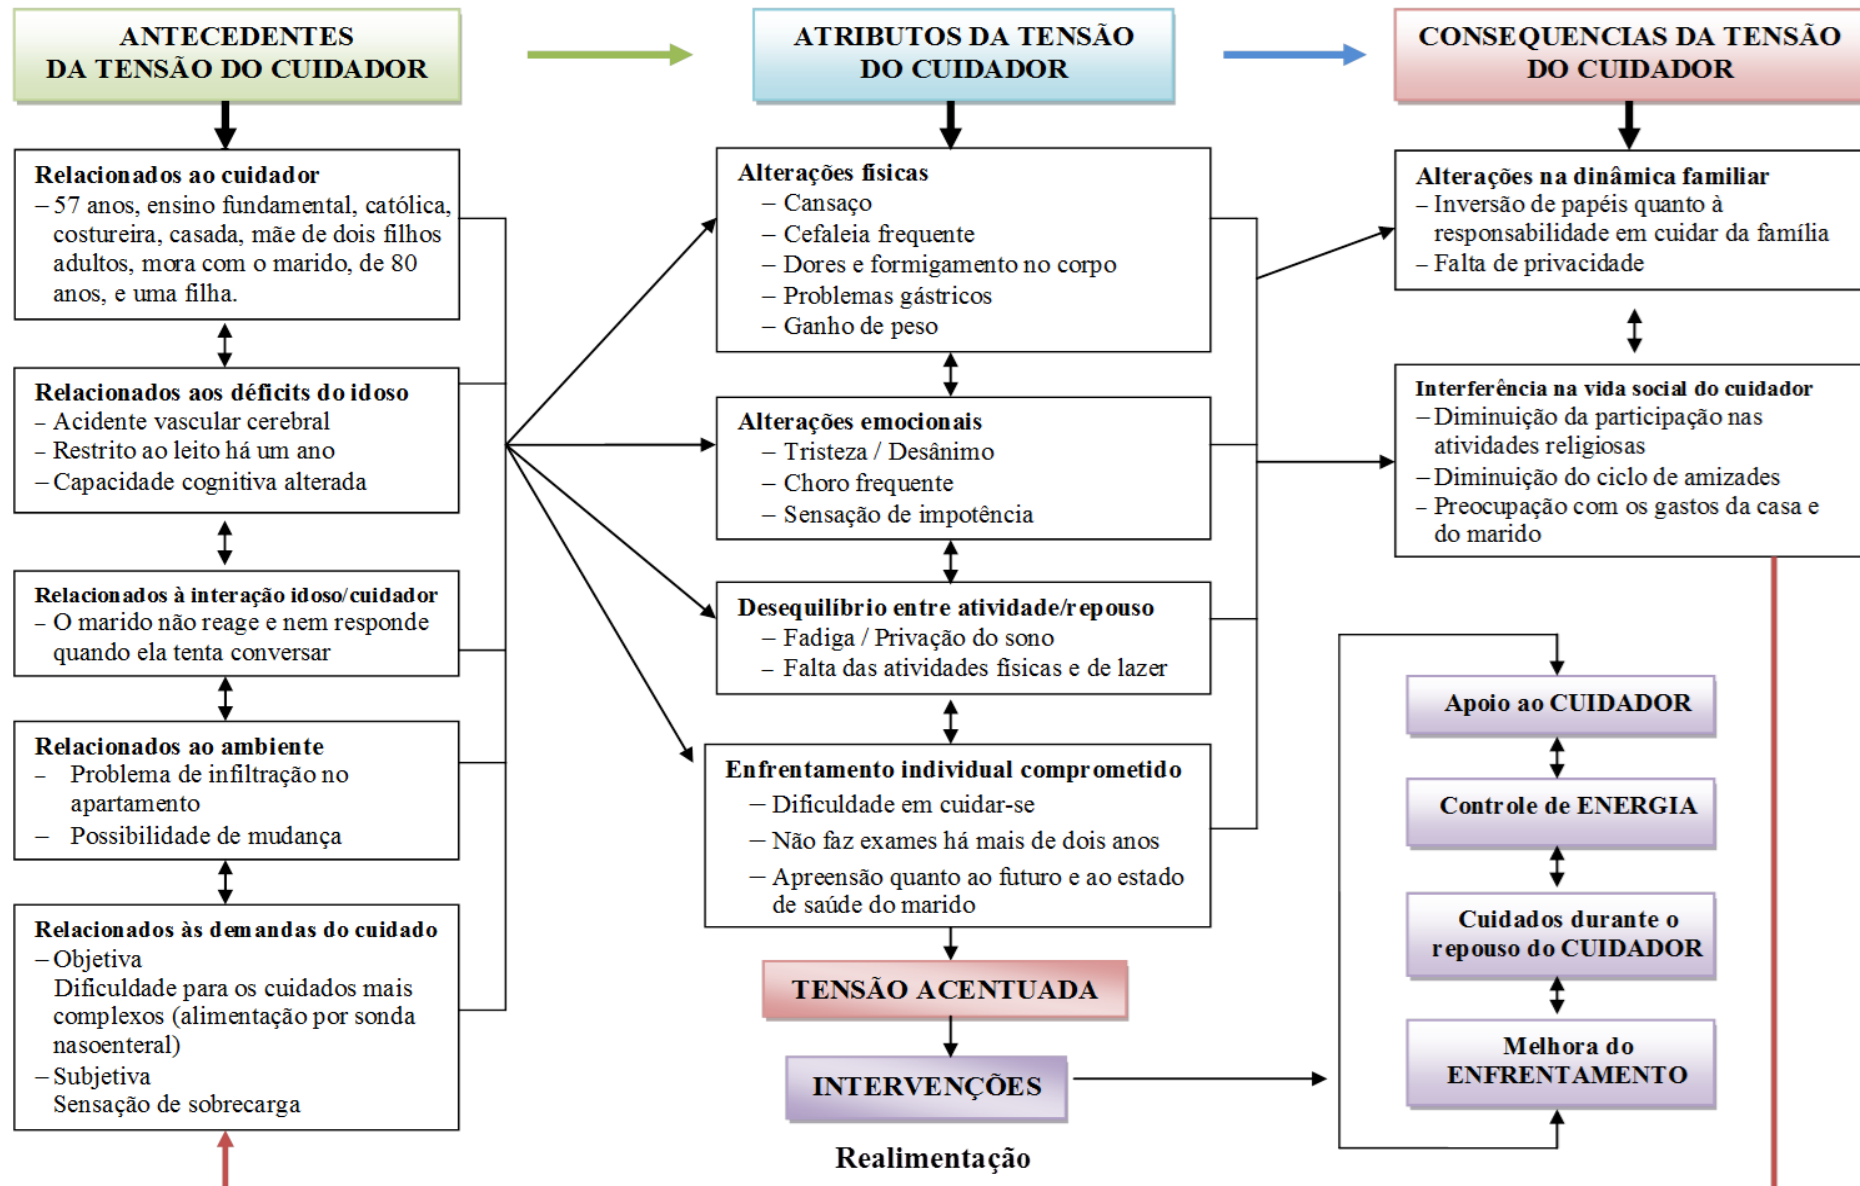 ANTECEDENTES
DA TENSÃO DO CUIDADOR
Relacionados ao cuidador
– 57 anos, ensino fundamental, católica,
costureira, casada, mãe de dois filhos
adultos, mora com o marido, de 80
anos, e uma filha.
Relacionados aos déficits do idoso
– Acidente vascular cerebral
– Restrito ao leito há um ano
– Capacidade cognitiva alterada
Relacionados à interação idoso/cuidador
– O marido não reage e nem responde
quando ela tenta conversar
Relacionados ao ambiente
– Problema de infiltração no
apartamento
– Possibilidade de mudança
Relacionados às demandas do cuidado
– Objetiva
Dificuldade para os cuidados mais
complexos (alimentação por sonda
nasoenteral)
– Subjetiva
Sensação de sobrecarga
ATRIBUTOS DA TENSÃO
DO CUIDADOR
Alterações físicas
– Cansaço
– Cefaleia frequente
– Dores e formigamento no corpo
– Problemas gástricos
– Ganho de peso
Alterações emocionais
– Tristeza / Desânimo
– Choro frequente
– Sensação de impotência
Desequilíbrio entre atividade/repouso
– Fadiga / Privação do sono
– Falta das atividades físicas e de lazer
Enfrentamento individual comprometido
– Dificuldade em cuidar-se
– Não faz exames há mais de dois anos
– Apreensão quanto ao futuro e ao estado
de saúde do marido
TENSÃO ACENTUADA
INTERVENÇÕES
Realimentação
CONSEQUENCIAS DA TENSÃO
DO CUIDADOR
Alterações na dinâmica familiar
– Inversão de papéis quanto à
responsabilidade em cuidar da família
– Falta de privacidade
Interferência na vida social do cuidador
– Diminuição da participação nas
atividades religiosas
– Diminuição do ciclo de amizades
– Preocupação com os gastos da casa e
do marido
Apoio ao CUIDADOR
Controle de ENERGIA
Cuidados durante o
repouso do CUIDADOR
Melhora do
ENFRENTAMENTO